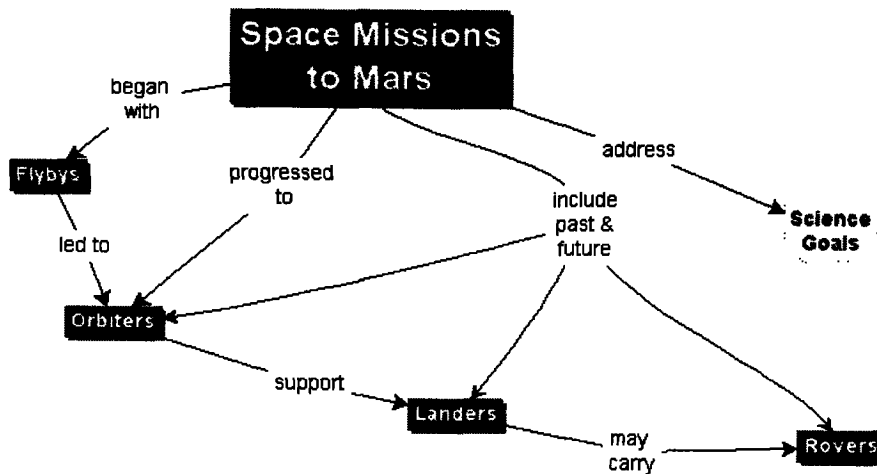 Space Missions
to Mars
began
with
address
Flybys
progressed
to
include
past &
future
Science
Goals
led to
Orbiters
support
Landers
may
carry
Rovers